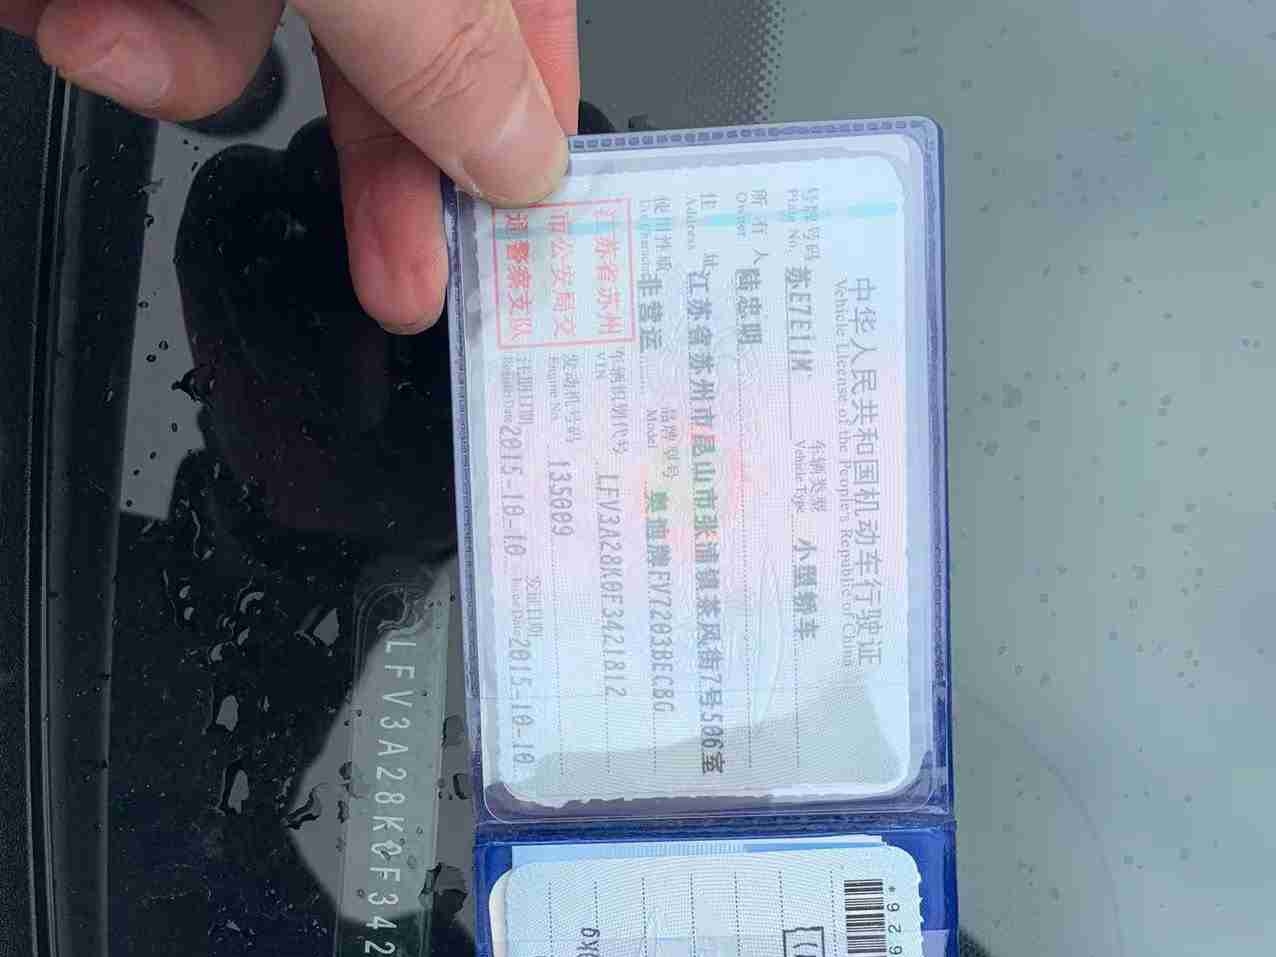 中华人民共和国机动车行驶证
Vehicle License of the People's Republic of China
号牌号码 苏E7E11M 车辆类型 小型轿车
Plate No. Vehicle Type
所有人 陆忠明
Owner
住址 江苏省苏州市昆山市张浦镇茶风街7号506室
Address
使用性质 非营运 品牌型号 奥迪牌FV7203BECBG
Use Character Model
江苏省苏州
市公安局交
通警察支队
车辆识别代号 LFV3A28K0F3421812
VIN
发动机号码 135009
Engine No.
注册日期 2015-10-10 发证日期 2015-10-10
Register Date Issue Date
626*
kg
LFV3A28K0F342